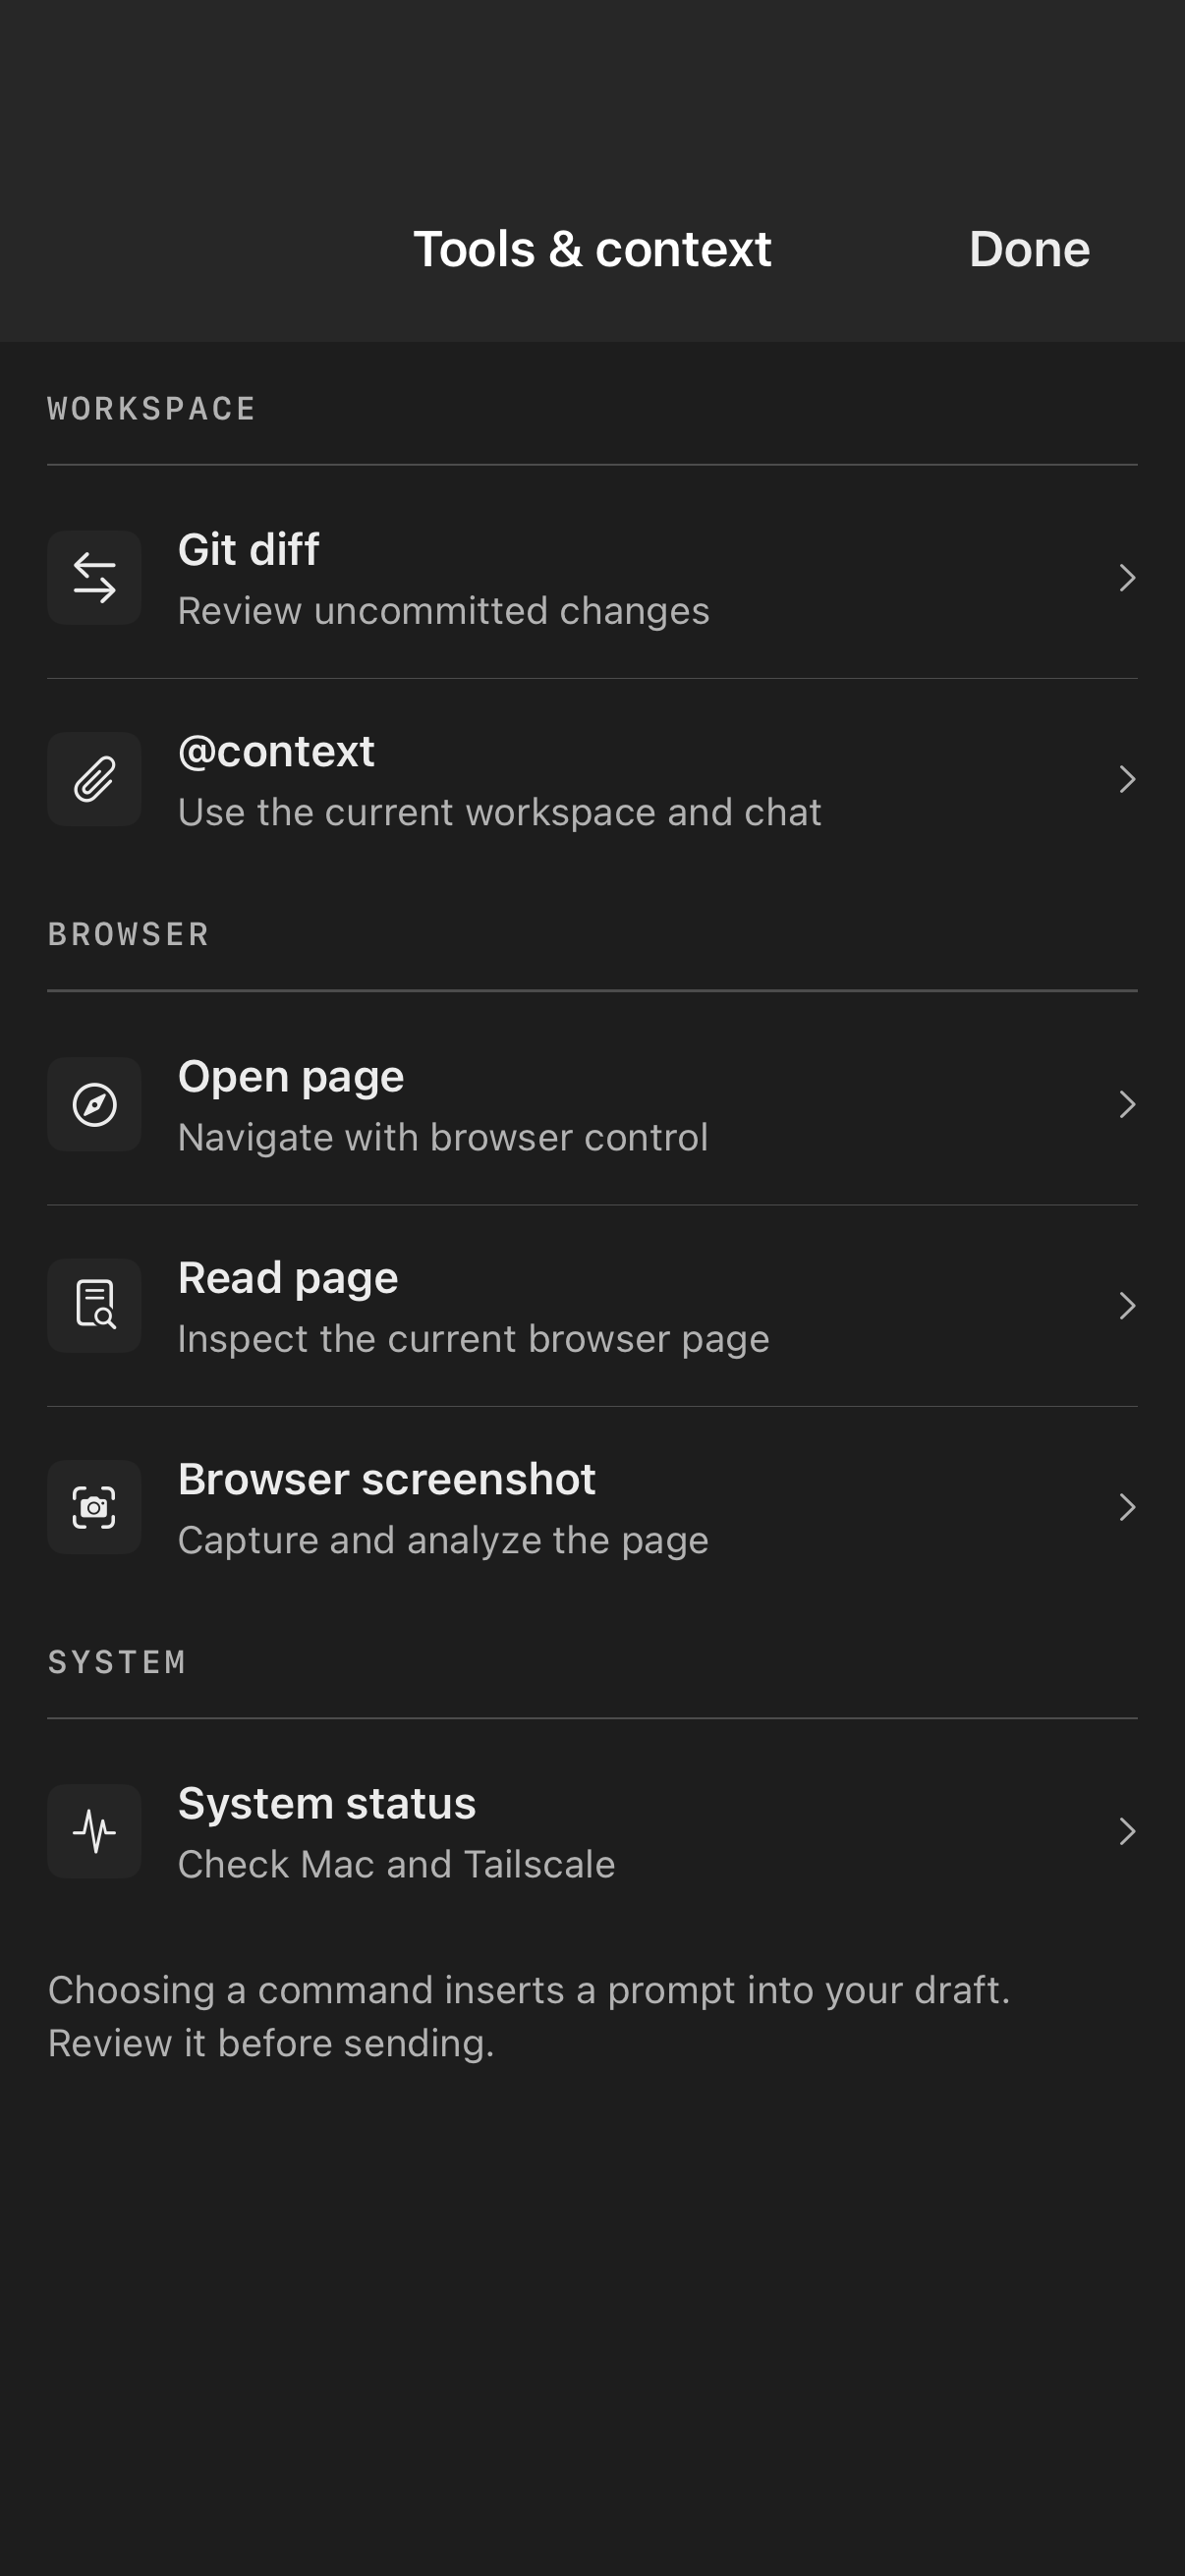 Tools & context
Done
WORKSPACE
Git diff
Review uncommitted changes
@context
Use the current workspace and chat
BROWSER
Open page
Navigate with browser control
Read page
Inspect the current browser page
Browser screenshot
Capture and analyze the page
SYSTEM
System status
Check Mac and Tailscale
Choosing a command inserts a prompt into your draft.
Review it before sending.